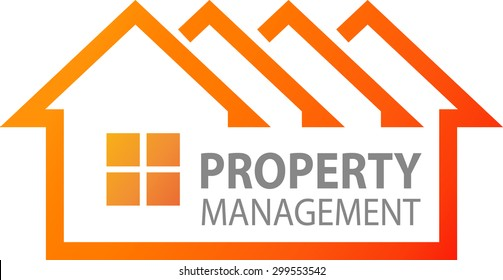 PROPERTY
MANAGEMENT
shutterstock.com · 299553542